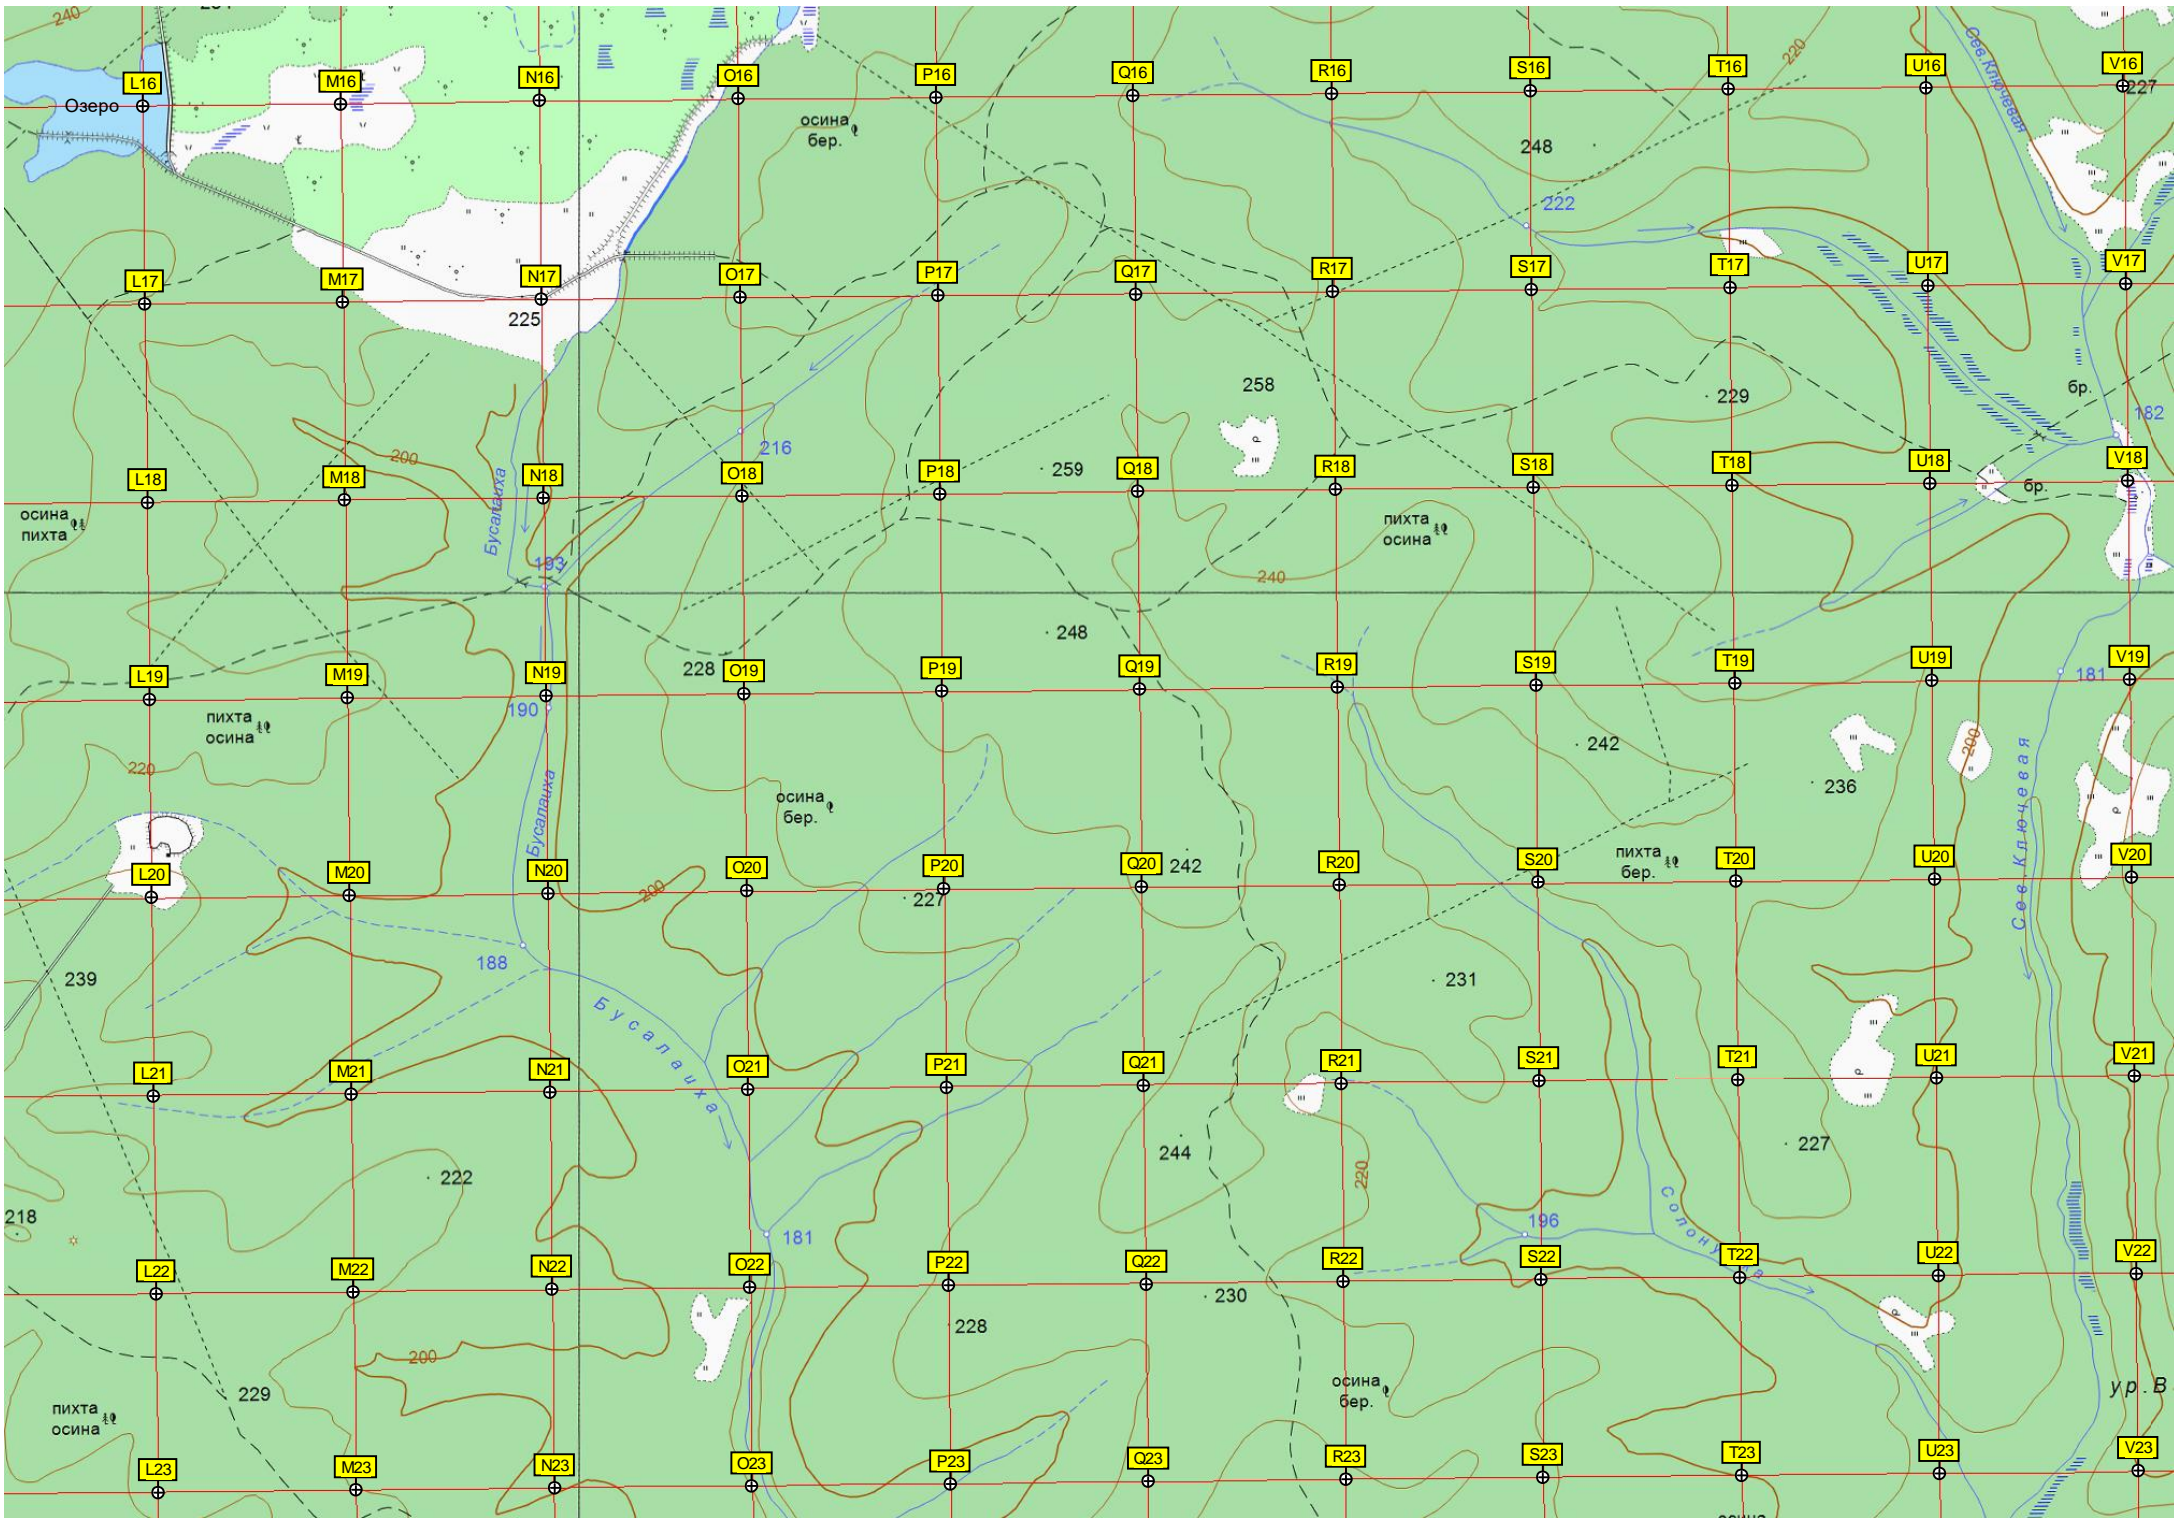 240
220
Сев.Ключевая
L16
M16
N16
O16
P16
Q16
R16
S16
T16
U16
V16
227
Озеро
осина
бер.
248
222
L17
M17
N17
O17
P17
Q17
R17
S17
T17
U17
V17
225
258
229
бр.
182
200
216
259
L18
M18
N18
O18
P18
Q18
R18
S18
T18
U18
V18
бр.
Бусалаиха
осина
пихта
пихта
осина
193
240
248
228
L19
M19
N19
O19
P19
Q19
R19
S19
T19
U19
V19
181
190
пихта
осина
242
200
220
236
Бусалаиха
осина
бер.
Сев.Ключевая
L20
M20
N20
O20
P20
Q20
R20
S20
T20
U20
V20
242
пихта
бер.
200
227
188
239
231
Бусалаиха
L21
M21
N21
O21
P21
Q21
R21
S21
T21
U21
V21
244
227
222
220
218
181
196
L22
M22
N22
O22
P22
Q22
R22
S22
T22
U22
V22
230
228
200
229
осина
бер.
ур.В
пихта
осина
L23
M23
N23
O23
P23
Q23
R23
S23
T23
U23
V23